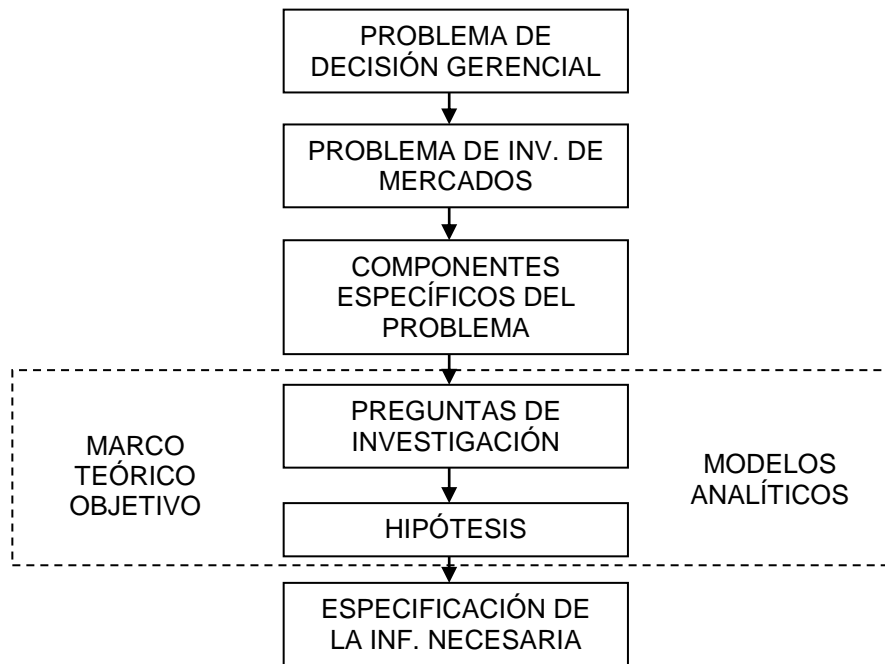 PROBLEMA DE
DECISIÓN GERENCIAL
PROBLEMA DE INV. DE
MERCADOS
COMPONENTES
ESPECÍFICOS DEL
PROBLEMA
PREGUNTAS DE
INVESTIGACIÓN
MARCO
TEÓRICO
OBJETIVO
MODELOS
ANALÍTICOS
HIPÓTESIS
ESPECIFICACIÓN DE
LA INF. NECESARIA